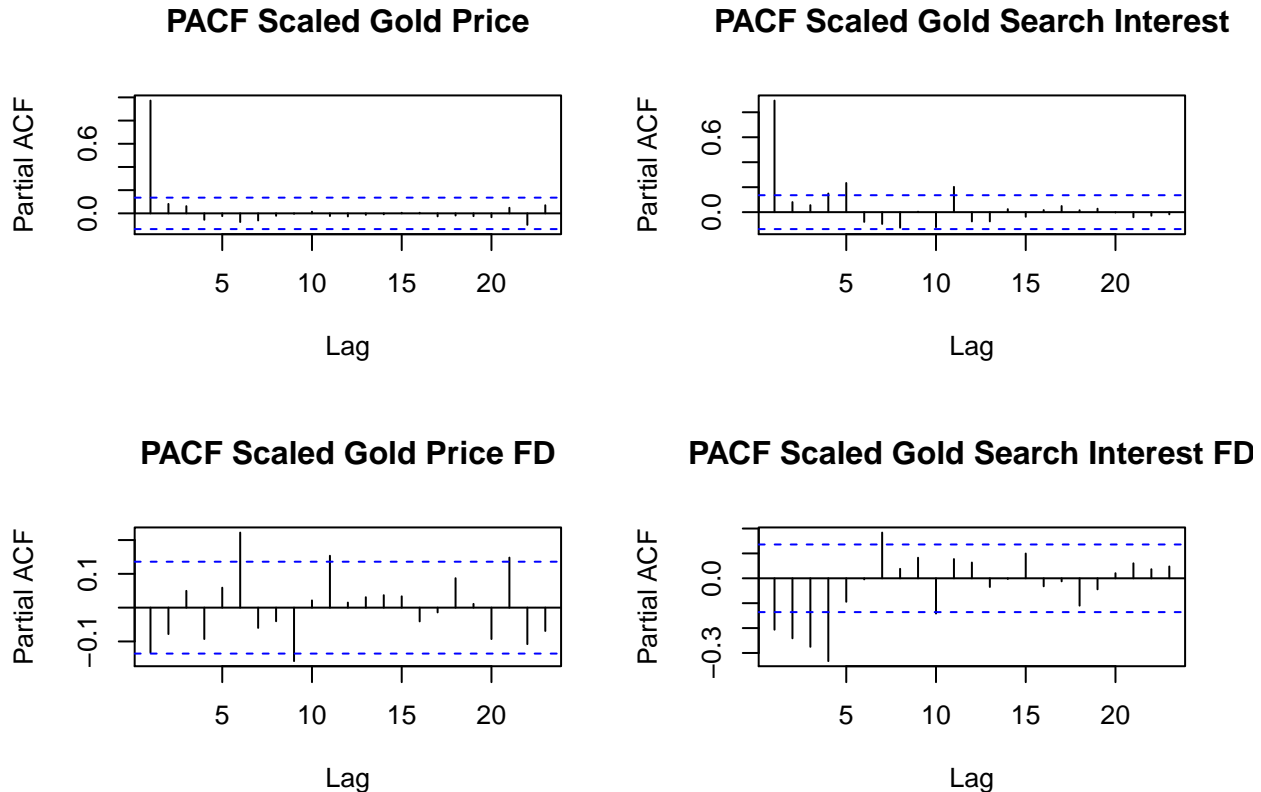 PACF Scaled Gold Price
Partial ACF
0.0 0.6
5 10 15 20
Lag
PACF Scaled Gold Search Interest
Partial ACF
0.0 0.6
5 10 15 20
Lag
PACF Scaled Gold Price FD
Partial ACF
−0.1 0.1
5 10 15 20
Lag
PACF Scaled Gold Search Interest FD
Partial ACF
−0.3 0.0
5 10 15 20
Lag